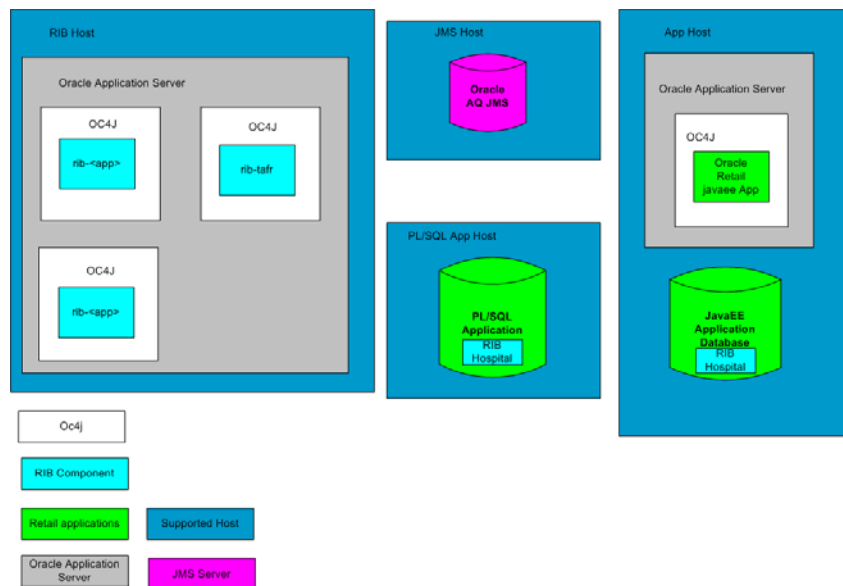 RIB Host
Oracle Application Server
OC4J
rib-<app>
OC4J
rib-tafr
OC4J
rib-<app>
JMS Host
Oracle
AQ JMS
PL/SQL App Host
PL/SQL
Application
RIB
Hospital
App Host
Oracle Application Server
OC4J
Oracle
Retail
javaee App
JavaEE
Application
Database
RIB
Hospital
Oc4j
RIB Component
Retail applications
Supported Host
Oracle Application
Server
JMS Server